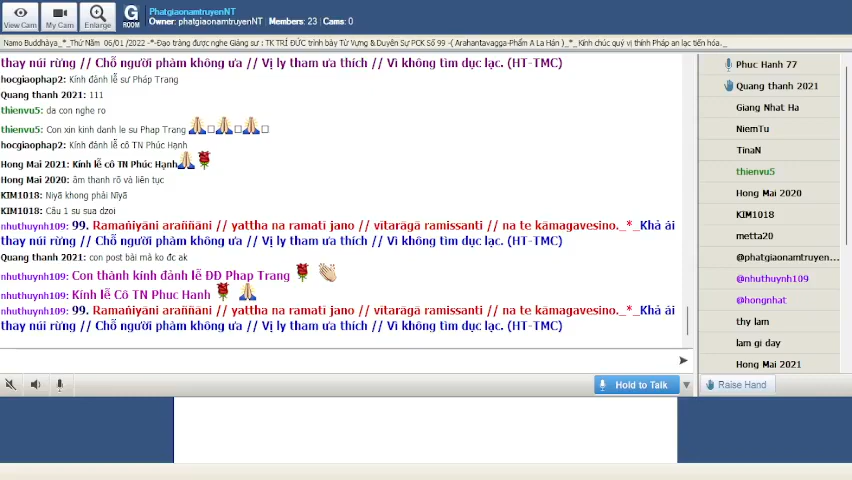 PhatgiaonamtruyenNT
Owner: phatgiaonamtruyenNT | Members: 23 | Cams: 0
View Cam
My Cam
Enlarge
G
ROOM
Namo Buddhàya_*_Thứ Năm 06/01 /2022 -*-Đạo tràng được nghe Giảng sư : TK TRÍ ĐỨC trình bày Từ Vựng & Duyên Sự PCK Số 99 -( Arahantavagga-Phẩm A La Hán )_*_ Kính chúc quý vị thính Pháp an lạc tiến hóa._
thay núi rừng // Chỗ người phàm không ưa // Vị ly tham ưa thích // Vì không tìm dục lạc. (HT-TMC)
hocgiaophap2: Kính đảnh lễ sư Pháp Trang
Quang thanh 2021: 111
thienvu5: da con nghe ro
thienvu5: Con xin kinh danh le su Phap Trang
hocgiaophap2: Kính đảnh lễ cô TN Phúc Hạnh
Hong Mai 2021: Kính lễ cô TN Phúc Hạnh
Hong Mai 2020: âm thanh rõ và liên tục
KIM1018: Niyã khong phải Nĩyã
KIM1018: Câu 1 su sua dzoi
nhuthuynh109: 99. Ramaṅiyāni araññāni // yattha na ramatī jano // vītarāgā ramissanti // na te kāmagavesino._*_Khả ái
thay núi rừng // Chỗ người phàm không ưa // Vị ly tham ưa thích // Vì không tìm dục lạc. (HT-TMC)
Quang thanh 2021: con post bài mà ko đc ak
nhuthuynh109: Con thành kính đảnh lễ ĐĐ Phap Trang
nhuthuynh109: Kính lễ Cô TN Phuc Hanh
nhuthuynh109: 99. Ramaṅiyāni araññāni // yattha na ramatī jano // vītarāgā ramissanti // na te kāmagavesino._*_Khả ái
thay núi rừng // Chỗ người phàm không ưa // Vị ly tham ưa thích // Vì không tìm dục lạc. (HT-TMC)
Hold to Talk
Phuc Hanh 77
Quang thanh 2021
Giang Nhat Ha
NiemTu
TinaN
thienvu5
Hong Mai 2020
KIM1018
metta20
@phatgiaonamtruyen...
@nhuthuynh109
@hongnhat
thy lam
lam gi day
Hong Mai 2021
Raise Hand